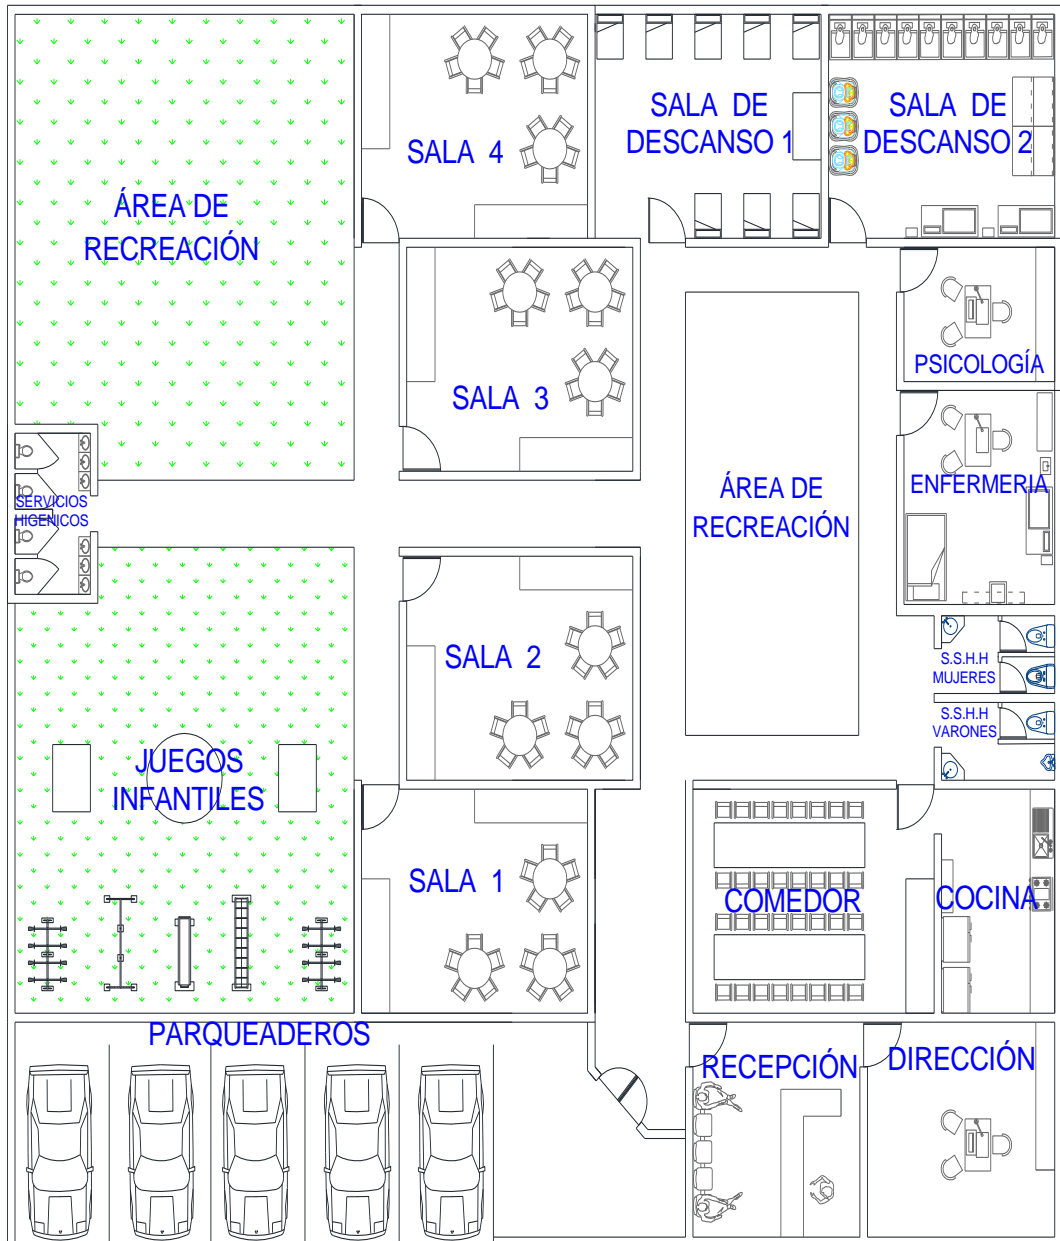 SALA 4
SALA DE
DESCANSO 1
SALA DE
DESCANSO 2
ÁREA DE
RECREACIÓN
SALA 3
PSICOLOGÍA
SERVICIOS
HIGENICOS
ÁREA DE
RECREACIÓN
ENFERMERIA
SALA 2
S.S.H.H
MUJERES
S.S.H.H
VARONES
JUEGOS
INFANTILES
SALA 1
COMEDOR
COCINA
PARQUEADEROS
RECEPCIÓN
DIRECCIÓN